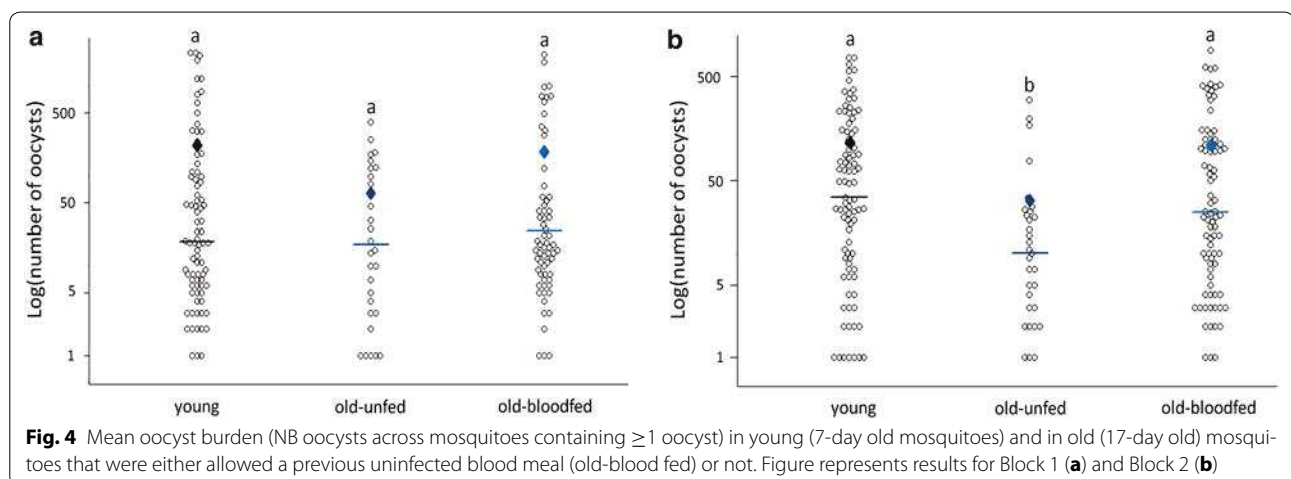 a
b
Log(number of oocysts)
500
50
5
1
a
a
a
young
old-unfed
old-bloodfed
Log(number of oocysts)
500
50
5
1
a
b
a
young
old-unfed
old-bloodfed
Fig. 4 Mean oocyst burden (NB oocysts across mosquitoes containing ≥1 oocyst) in young (7-day old mosquitoes) and in old (17-day old) mosqui-
toes that were either allowed a previous uninfected blood meal (old-blood fed) or not. Figure represents results for Block 1 (a) and Block 2 (b)